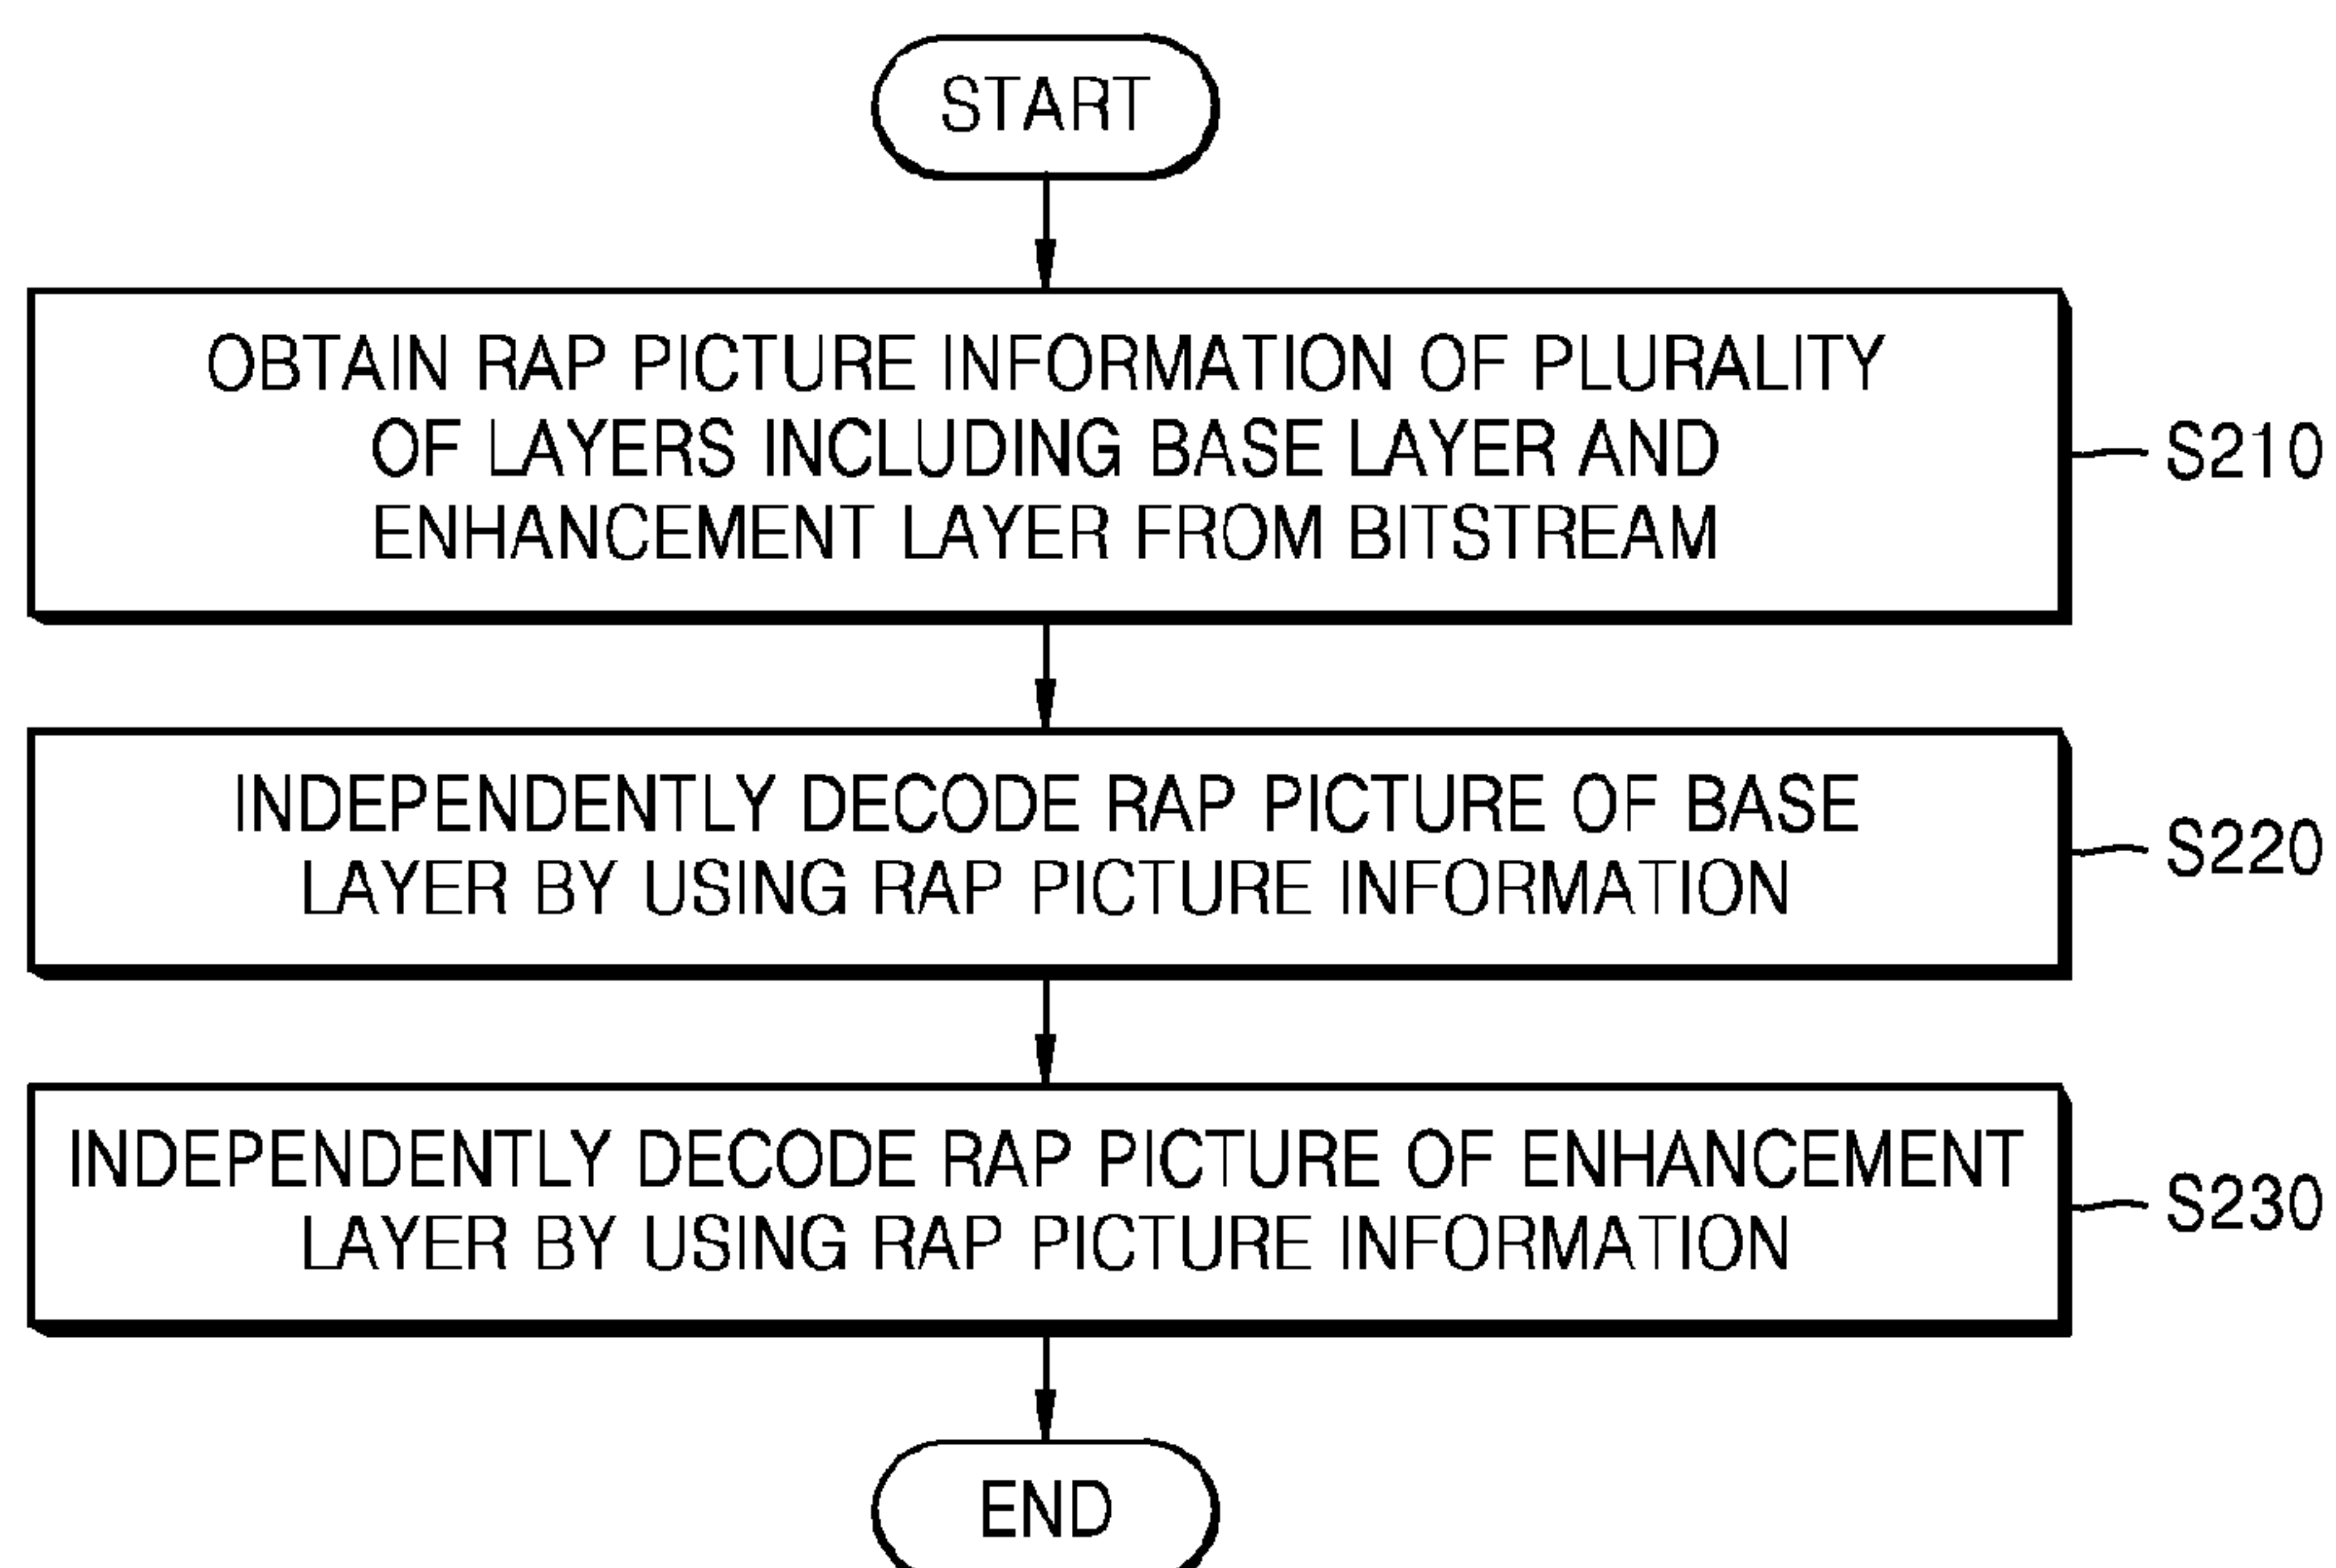 START
OBTAIN RAP PICTURE INFORMATION OF PLURALITY
OF LAYERS INCLUDING BASE LAYER AND
ENHANCEMENT LAYER FROM BITSTREAM
S210
INDEPENDENTLY DECODE RAP PICTURE OF BASE
LAYER BY USING RAP PICTURE INFORMATION
S220
INDEPENDENTLY DECODE RAP PICTURE OF ENHANCEMENT
LAYER BY USING RAP PICTURE INFORMATION
S230
END